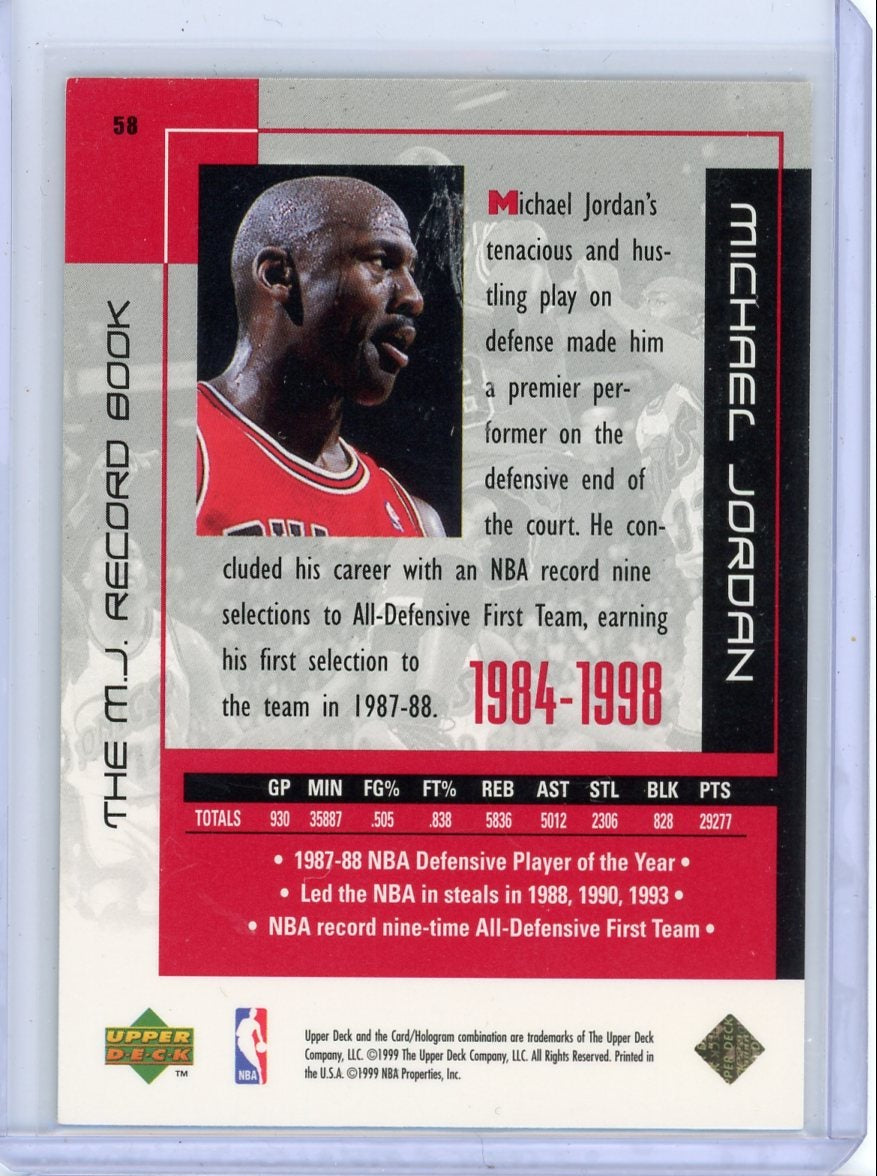 58
THE M.J. RECORD BOOK
MICHAEL JORDAN
Michael Jordan's
tenacious and hus-
tling play on
defense made him
a premier per-
former on the
defensive end of
the court. He con-
cluded his career with an NBA record nine
selections to All-Defensive First Team, earning
his first selection to
the team in 1987-88.
1984-1998
GP MIN FG% FT% REB AST STL BLK PTS
TOTALS 930 35887 .505 .838 5836 5012 2306 828 29277
• 1987-88 NBA Defensive Player of the Year •
• Led the NBA in steals in 1988, 1990, 1993 •
• NBA record nine-time All-Defensive First Team •
UPPER
DECK
TM
NBA
Upper Deck and the Card/Hologram combination are trademarks of The Upper Deck
Company, LLC. ©1999 The Upper Deck Company, LLC. All Rights Reserved. Printed in
the U.S.A. ©1999 NBA Properties, Inc.